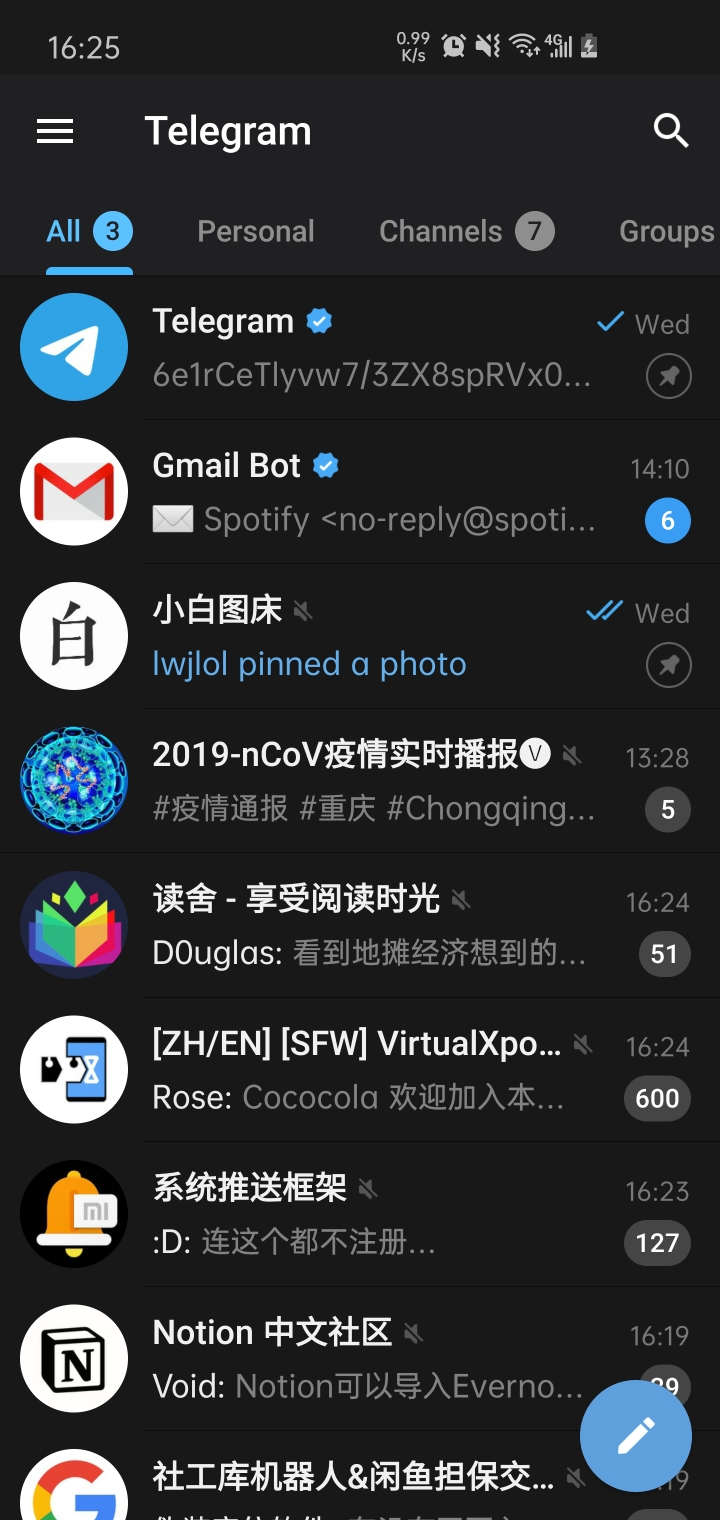 16:25
0.99 K/s 4G
Telegram
All 3 Personal Channels 7 Groups
Telegram Wed
6e1rCeTlyvw7/3ZX8spRVx0...
Gmail Bot 14:10
Spotify <no-reply@spoti... 6
白
小白图床 Wed
lwjlol pinned a photo
2019-nCoV疫情实时播报Ⓥ 13:28
#疫情通报 #重庆 #Chongqing... 5
读舍 - 享受阅读时光 16:24
D0uglas: 看到地摊经济想到的... 51
[ZH/EN] [SFW] VirtualXpo... 16:24
Rose: Cococola 欢迎加入本... 600
MI
系统推送框架 16:23
:D: 连这个都不注册... 127
N
Notion 中文社区 16:19
Void: Notion可以导入Everno...
社工库机器人&闲鱼担保交...